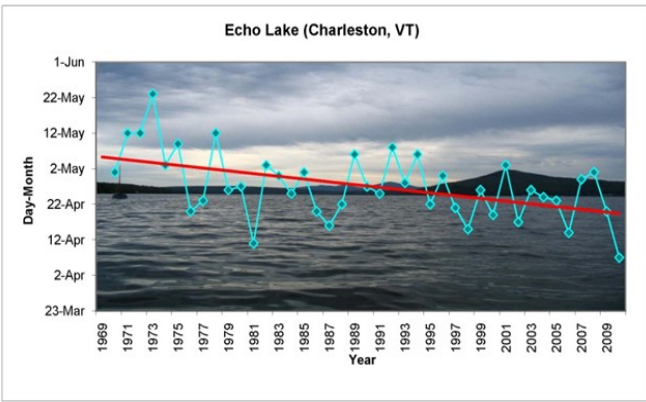 Echo Lake (Charleston, VT)
1-Jun
22-May
12-May
2-May
22-Apr
12-Apr
2-Apr
23-Mar
Day-Month
1969
1971
1973
1975
1977
1979
1981
1983
1985
1987
1989
1991
1993
1995
1997
1999
2001
2003
2005
2007
2009
Year